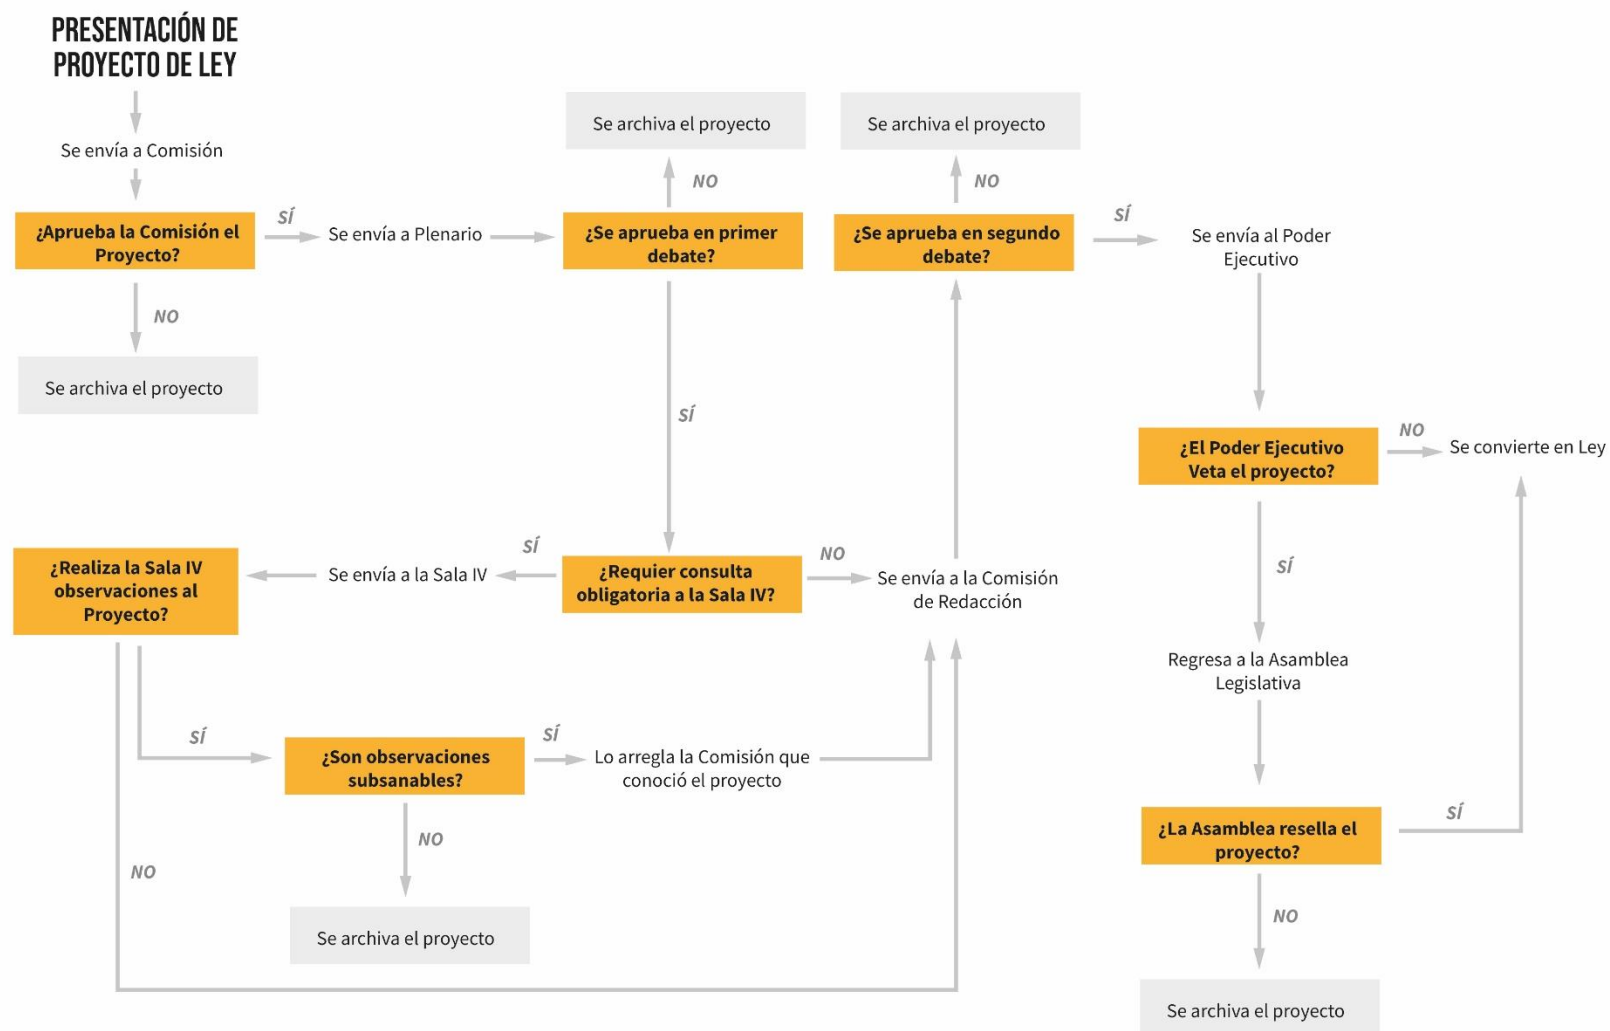 PRESENTACIÓN DE
PROYECTO DE LEY
Se envía a Comisión
¿Aprueba la Comisión el
Proyecto?
SÍ
Se envía a Plenario
NO
Se archiva el proyecto
¿Se aprueba en primer
debate?
NO
Se archiva el proyecto
SÍ
¿Requier consulta
obligatoria a la Sala IV?
SÍ
Se envía a la Sala IV
NO
Se envía a la Comisión
de Redacción
¿Realiza la Sala IV
observaciones al
Proyecto?
SÍ
NO
¿Son observaciones
subsanables?
SÍ
Lo arregla la Comisión que
conoció el proyecto
NO
Se archiva el proyecto
¿Se aprueba en segundo
debate?
NO
Se archiva el proyecto
SÍ
Se envía al Poder
Ejecutivo
¿El Poder Ejecutivo
Veta el proyecto?
NO
Se convierte en Ley
SÍ
Regresa a la Asamblea
Legislativa
¿La Asamblea resella el
proyecto?
SÍ
NO
Se archiva el proyecto